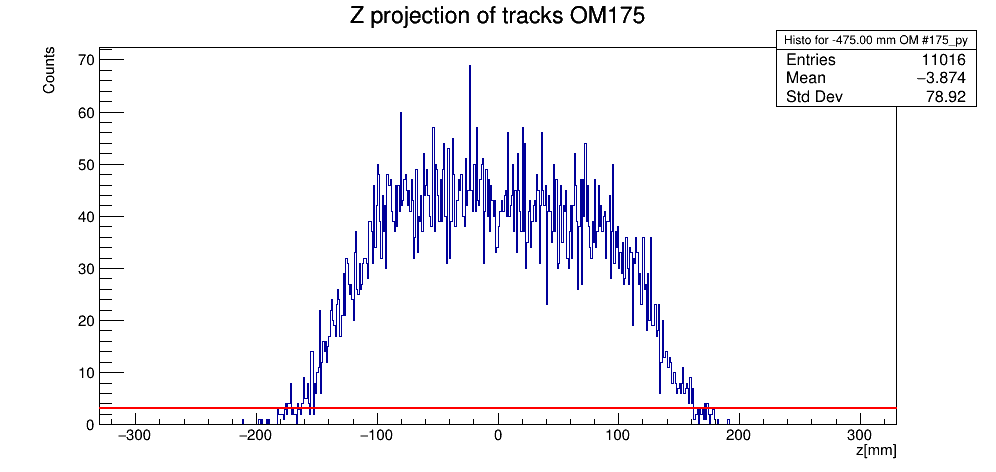 Z projection of tracks OM175
Histo for -475.00 mm OM #175_py
Entries 11016
Mean −3.874
Std Dev 78.92
Counts
70
60
50
40
30
20
10
0
−300 −200 −100 0 100 200 300
z[mm]